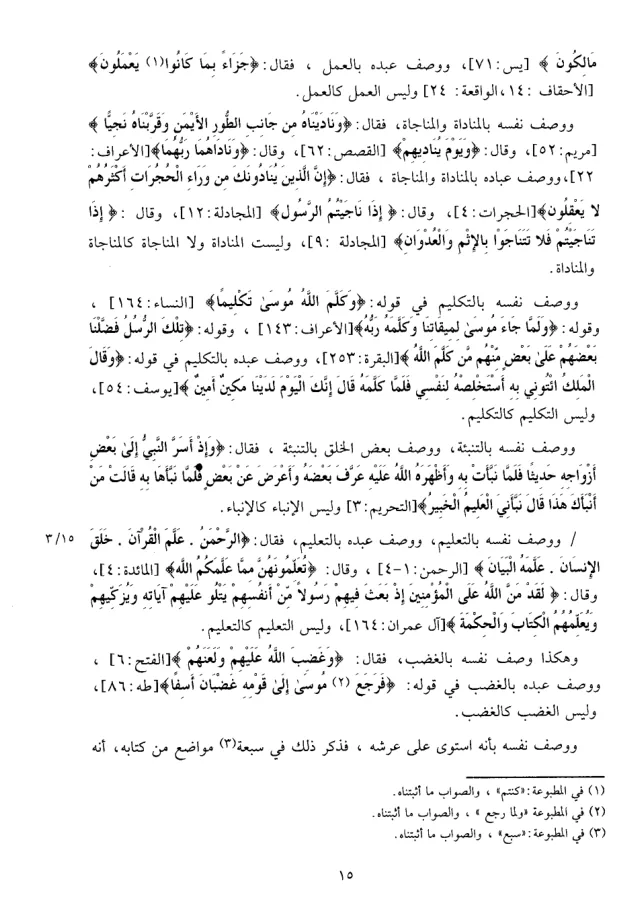 مَالِكُونَ ﴾ [يس:٧١]، ووصف عبده بالعمل ، فقال: ﴿جَزَاءً بِمَا كَانُوا(١) يَعْمَلُونَ﴾
[الأحقاف :١٤، الواقعة: ٢٤] وليس العمل كالعمل.
ووصف نفسه بالمناداة والمناجاة، فقال: ﴿وَنَادَيْنَاهُ مِن جَانِبِ الطُّورِ الأَيْمَنِ وَقَرَّبْنَاهُ نَجِيًّا ﴾
[مريم:٥٢]، وقال: ﴿وَيَوْمَ يُنَادِيهِمْ﴾ [القصص:٦٢]، وقال: ﴿وَنَادَاهُمَا رَبُّهُمَا﴾[الأعراف:
٢٢]،ووصف عباده بالمناداة والمناجاة ، فقال: ﴿إِنَّ الَّذِينَ يُنَادُونَكَ مِن وَرَاءِ الْحُجُرَاتِ أَكْثَرُهُمْ
لا يَعْقِلُونَ﴾[الحجرات:٤]، وقال: ﴿ إِذَا نَاجَيْتُمُ الرَّسُولَ﴾ [المجادلة:١٢]، وقال :﴿ إِذَا
تَنَاجَيْتُمْ فَلا تَتَنَاجَوْا بِالإِثْمِ وَالْعُدْوَانِ﴾ [المجادلة :٩]، وليست المناداة ولا المناجاة كالمناجاة
والمناداة.
ووصف نفسه بالتكليم في قوله: ﴿وَكَلَّمَ اللَّهُ مُوسَىٰ تَكْلِيمًا﴾ [النساء:١٦٤] ،
وقوله: ﴿وَلَمَّا جَاءَ مُوسَىٰ لِمِيقَاتِنَا وَكَلَّمَهُ رَبُّهُ﴾[الأعراف:١٤٣] ، وقوله: ﴿تِلْكَ الرُّسُلُ فَضَّلْنَا
بَعْضَهُمْ عَلَىٰ بَعْضٍ مِّنْهُم مَّن كَلَّمَ اللَّهُ ﴾ [البقرة:٢٥٣]، ووصف عبده بالتكليم في قوله: ﴿وَقَالَ
الْمَلِكُ ائْتُونِي بِهِ أَسْتَخْلِصْهُ لِنَفْسِي فَلَمَّا كَلَّمَهُ قَالَ إِنَّكَ الْيَوْمَ لَدَيْنَا مَكِينٌ أَمِينٌ ﴾[يوسف:٥٤]،
وليس التكليم كالتكليم.
ووصف نفسه بالتنبئة، ووصف بعض الخلق بالتنبئة ، فقال: ﴿وَإِذْ أَسَرَّ النَّبِيُّ إِلَىٰ بَعْضِ
أَزْوَاجِهِ حَدِيثًا فَلَمَّا نَبَّأَتْ بِهِ وَأَظْهَرَهُ اللَّهُ عَلَيْهِ عَرَّفَ بَعْضَهُ وَأَعْرَضَ عَنْ بَعْضٍ فَلَمَّا نَبَّأَهَا بِهِ قَالَتْ مَنْ
أَنْبَأَكَ هَذَا قَالَ نَبَّأَنِيَ الْعَلِيمُ الْخَبِيرُ﴾[التحريم:٣] وليس الإنباء كالإنباء.
/ ووصف نفسه بالتعليم، ووصف عبده بالتعليم، فقال: ﴿الرَّحْمَنُ . عَلَّمَ الْقُرْآنَ . خَلَقَ ٣/١٥
الإِنسَانَ . عَلَّمَهُ الْبَيَانَ ﴾ [الرحمن:١-٤] ، وقال: ﴿تُعَلِّمُونَهُنَّ مِمَّا عَلَّمَكُمُ اللَّهُ﴾ [المائدة:٤]،
وقال: ﴿ لَقَدْ مَنَّ اللَّهُ عَلَى الْمُؤْمِنِينَ إِذْ بَعَثَ فِيهِمْ رَسُولاً مِّنْ أَنفُسِهِمْ يَتْلُو عَلَيْهِمْ آيَاتِهِ وَيُزَكِّيهِمْ
وَيُعَلِّمُهُمُ الْكِتَابَ وَالْحِكْمَةَ ﴾[آل عمران:١٦٤]، وليس التعليم كالتعليم.
وهكذا وصف نفسه بالغضب، فقال: ﴿وَغَضِبَ اللَّهُ عَلَيْهِمْ وَلَعَنَهُمْ ﴾[الفتح:٦] ،
ووصف عبده بالغضب في قوله: ﴿فَرَجَعَ (٢) مُوسَىٰ إِلَىٰ قَوْمِهِ غَضْبَانَ أَسِفًا﴾[طه:٨٦]،
وليس الغضب كالغضب.
ووصف نفسه بأنه استوى على عرشه ، فذكر ذلك في سبعة(٣) مواضع من كتابه، أنه
(١) في المطبوعة:«كنتم» ، والصواب ما أثبتناه.
(٢) في المطبوعة «ولما رجع » ، والصواب ما أثبتناه.
(٣) في المطبوعة: «سبع» ، والصواب ما أثبتناه.
١٥